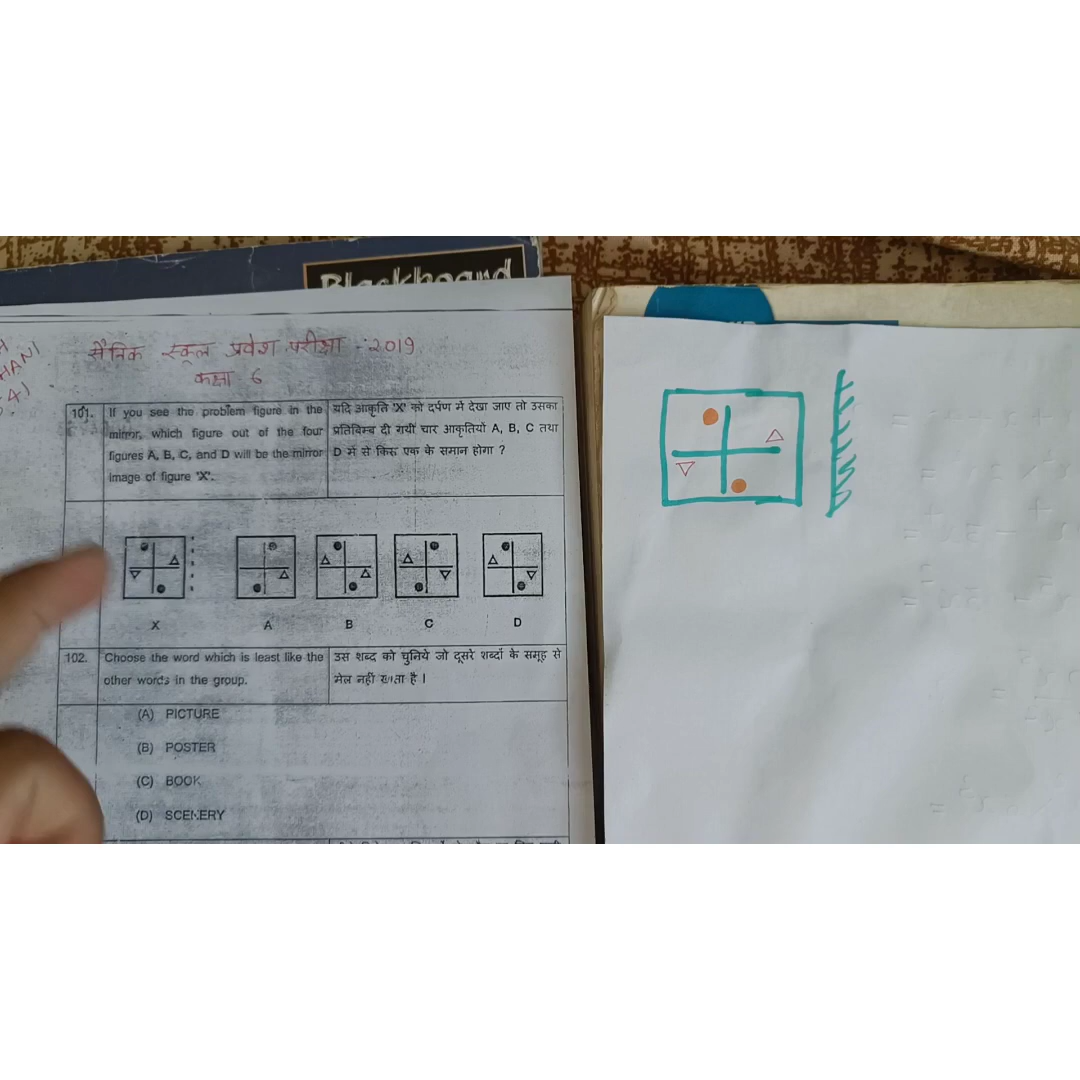 Blackboard
सैनिक स्कूल प्रवेश परीक्षा - 2019
कक्षा 6
101. If you see the problem figure in the mirror, which figure out of the four figures A, B, C, and D will be the mirror image of figure 'X'.
यदि आकृति 'X' को दर्पण में देखा जाए तो उसका प्रतिबिम्ब दी गयी चार आकृतियों A, B, C तथा D में से किस एक के समान होगा ?
X A B C D
102. Choose the word which is least like the other words in the group.
उस शब्द को चुनिये जो दूसरे शब्दों के समूह से मेल नहीं खाता है ।
(A) PICTURE
(B) POSTER
(C) BOOK
(D) SCENERY